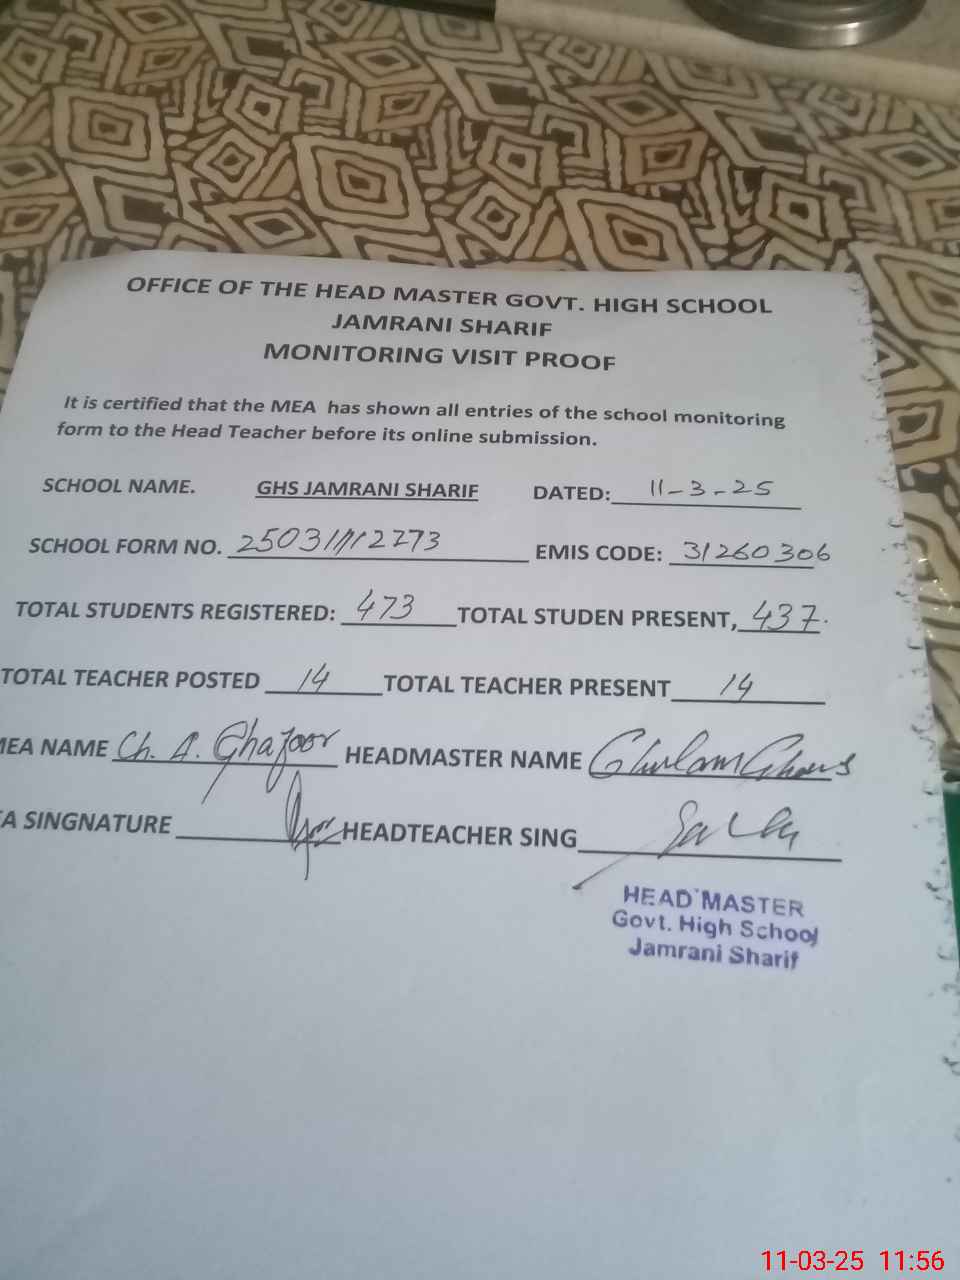 OFFICE OF THE HEAD MASTER GOVT. HIGH SCHOOL
JAMRANI SHARIF
MONITORING VISIT PROOF
It is certified that the MEA has shown all entries of the school monitoring
form to the Head Teacher before its online submission.
SCHOOL NAME. GHS JAMRANI SHARIF DATED: 11-3-25
SCHOOL FORM NO. EMIS CODE: 31260306
TOTAL STUDENTS REGISTERED: 473 TOTAL STUDEN PRESENT, 437.
TOTAL TEACHER POSTED 14 TOTAL TEACHER PRESENT 14
MEA NAME Ch. A. Ghafoor HEADMASTER NAME Ghulam Ghous
A SINGNATURE HEADTEACHER SING
HEAD MASTER
Govt. High School
Jamrani Sharif
11-03-25 11:56